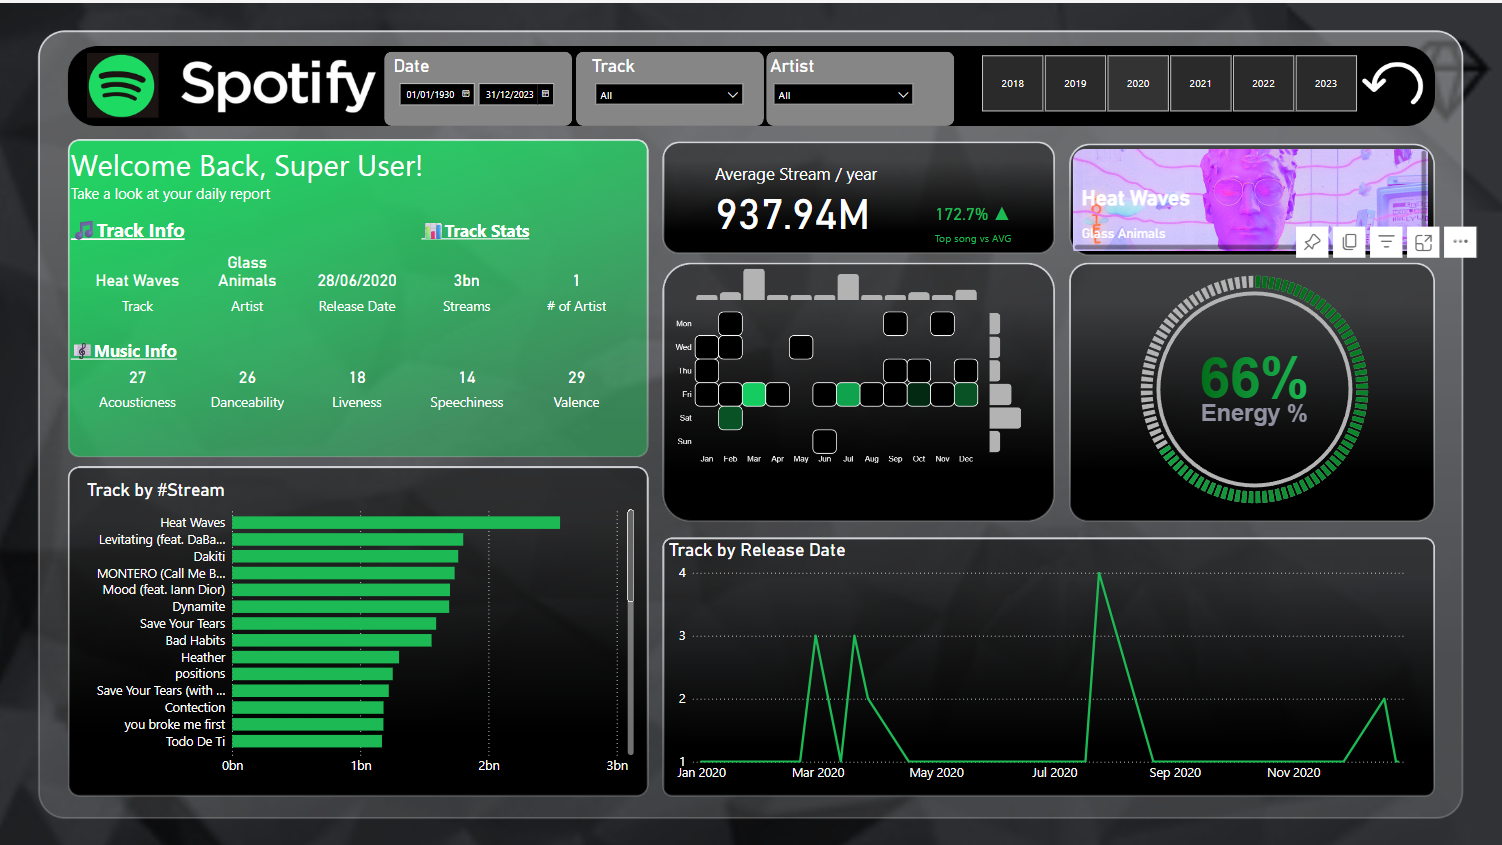 Spotify
Date
01/01/1930 31/12/2023
Track
All
Artist
All
2018 2019 2020 2021 2022 2023
Welcome Back, Super User!
Take a look at your daily report
Track Info
Track Stats
Heat Waves
Track
Glass
Animals
Artist
28/06/2020
Release Date
3bn
Streams
1
# of Artist
Music Info
27 26 18 14 29
Acousticness Danceability Liveness Speechiness Valence
Average Stream / year
937.94M
172.7% ▲
Top song vs AVG
Heat Waves
Glass Animals
Mon
Wed
Thu
Fri
Sat
Sun
Jan Feb Mar Apr May Jun Jul Aug Sep Oct Nov Dec
66%
Energy %
Track by #Stream
Heat Waves
Levitating (feat. DaBa...
Dakiti
MONTERO (Call Me B...
Mood (feat. Iann Dior)
Dynamite
Save Your Tears
Bad Habits
Heather
positions
Save Your Tears (with ...
Contection
you broke me first
Todo De Ti
0bn 1bn 2bn 3bn
Track by Release Date
4
3
2
1
Jan 2020 Mar 2020 May 2020 Jul 2020 Sep 2020 Nov 2020